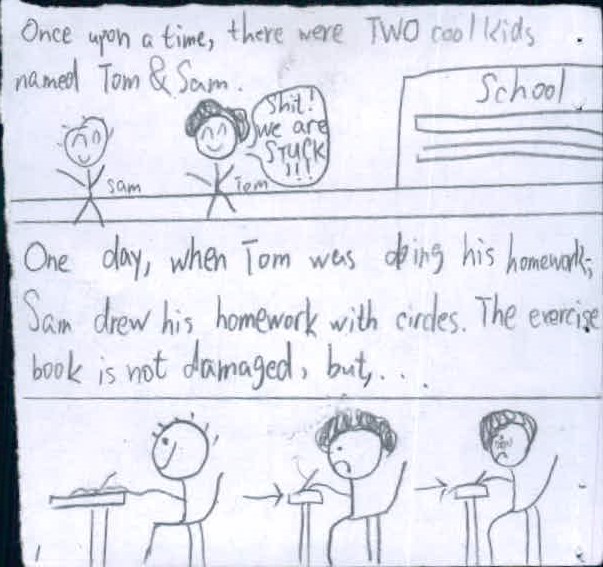 Once upon a time, there were TWO cool kids
named Tom & Sam.
School
Shit!
we are
STUCK
!!!
Sam
Tom
One day, when Tom was doing his homework,
Sam drew his homework with circles. The exercise
book is not damaged, but, . . .